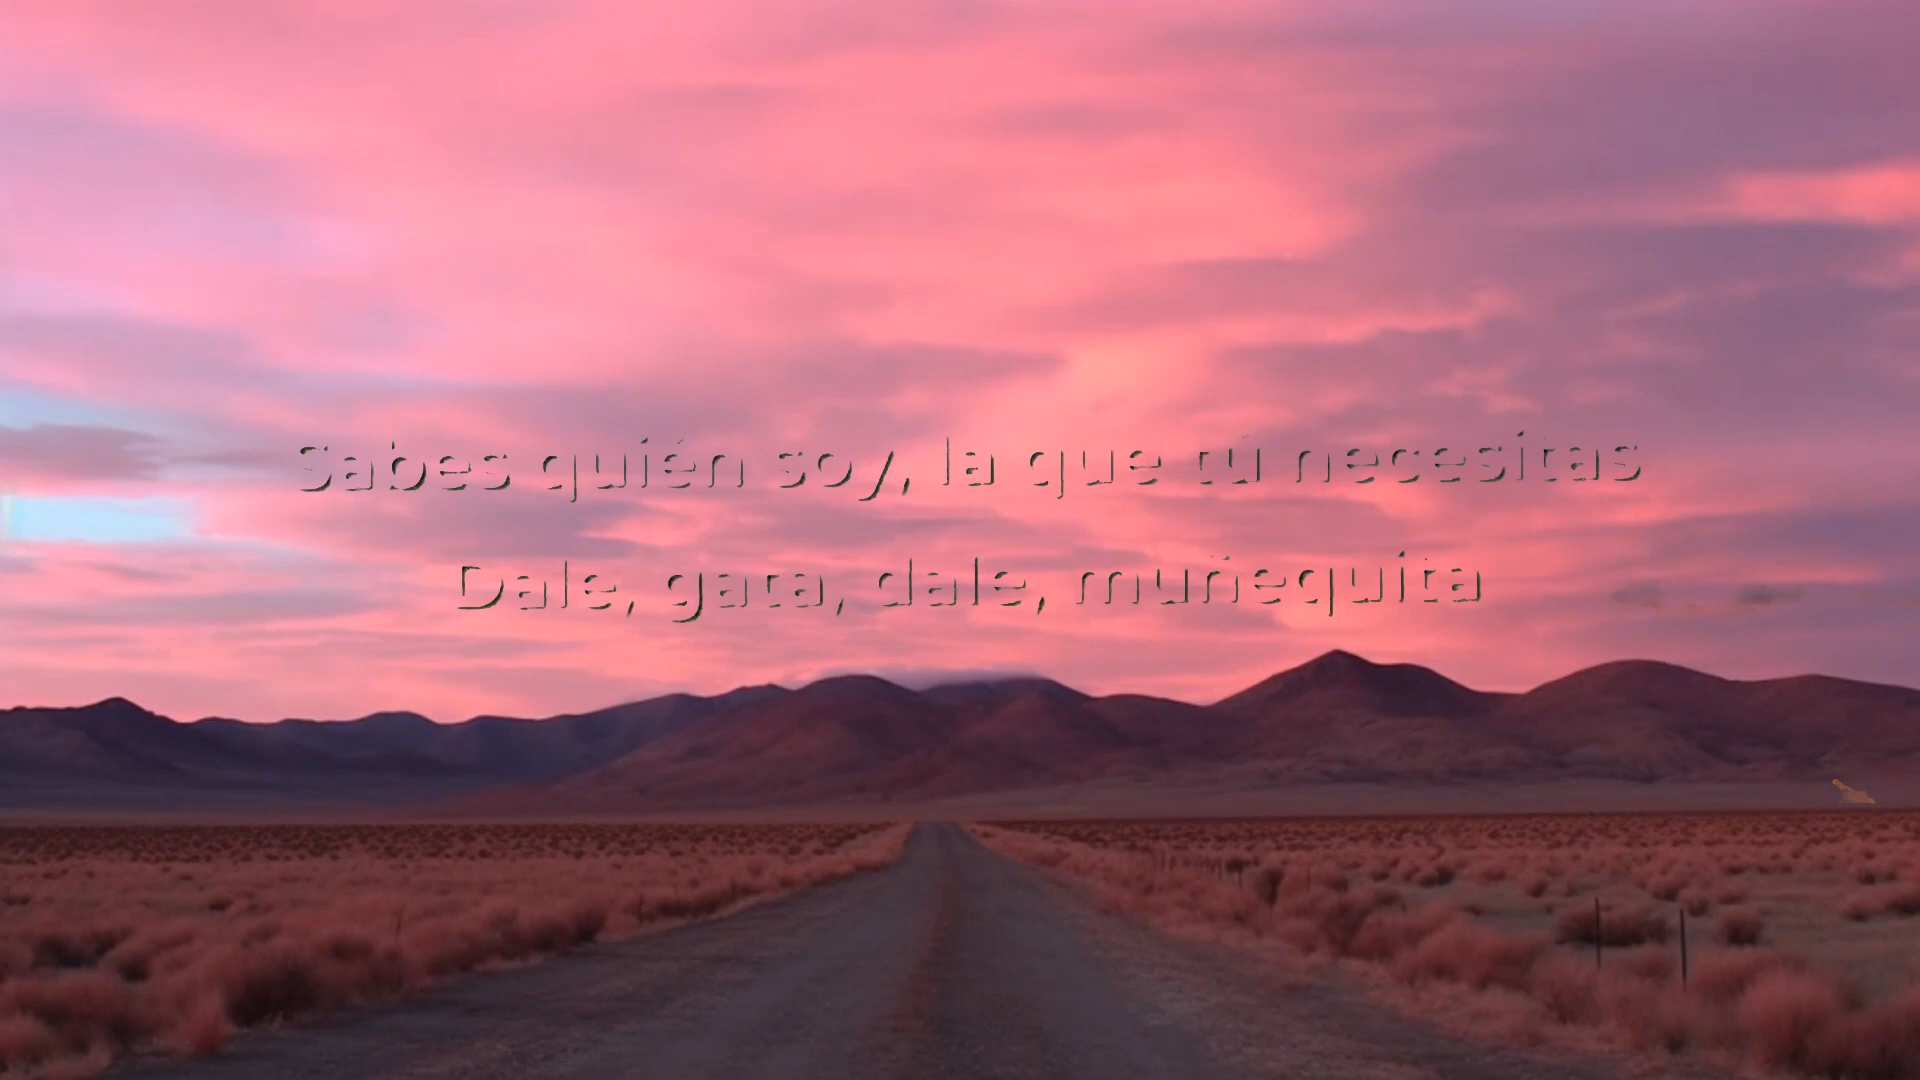 Sabes quién soy, la que tú necesitas
Dale, gata, dale, muñequita